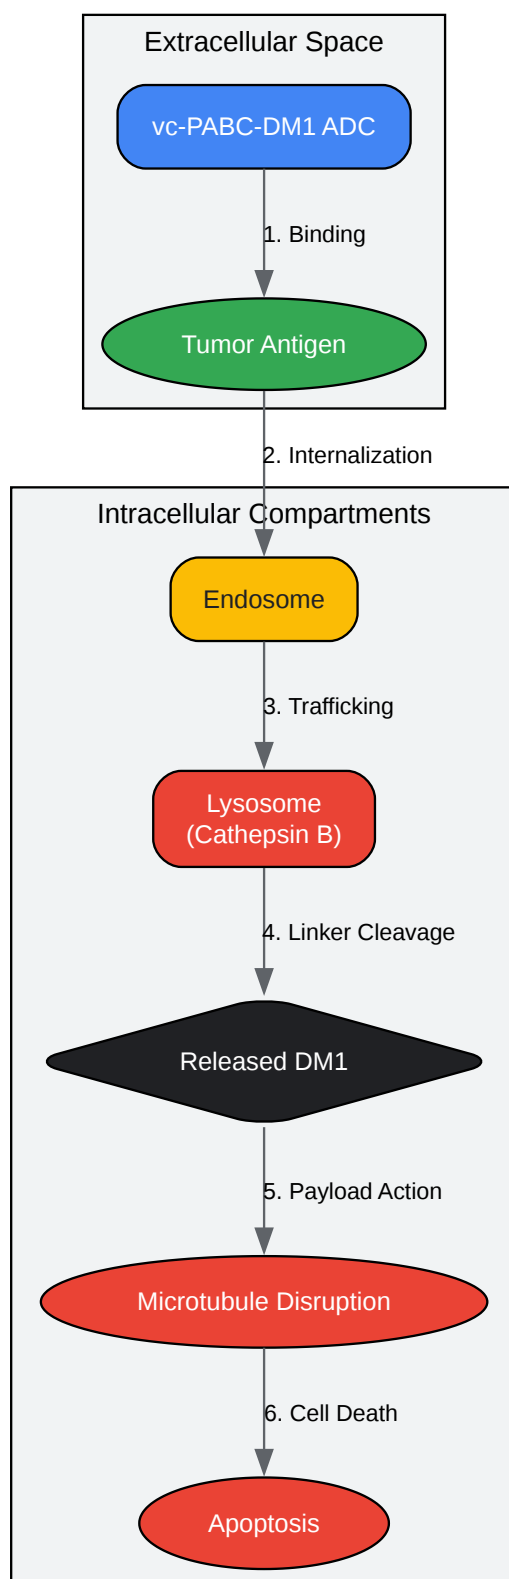 Extracellular Space
vc-PABC-DM1 ADC
1. Binding
Tumor Antigen
2. Internalization
Intracellular Compartments
Endosome
3. Trafficking
Lysosome
(Cathepsin B)
4. Linker Cleavage
Released DM1
5. Payload Action
Microtubule Disruption
6. Cell Death
Apoptosis